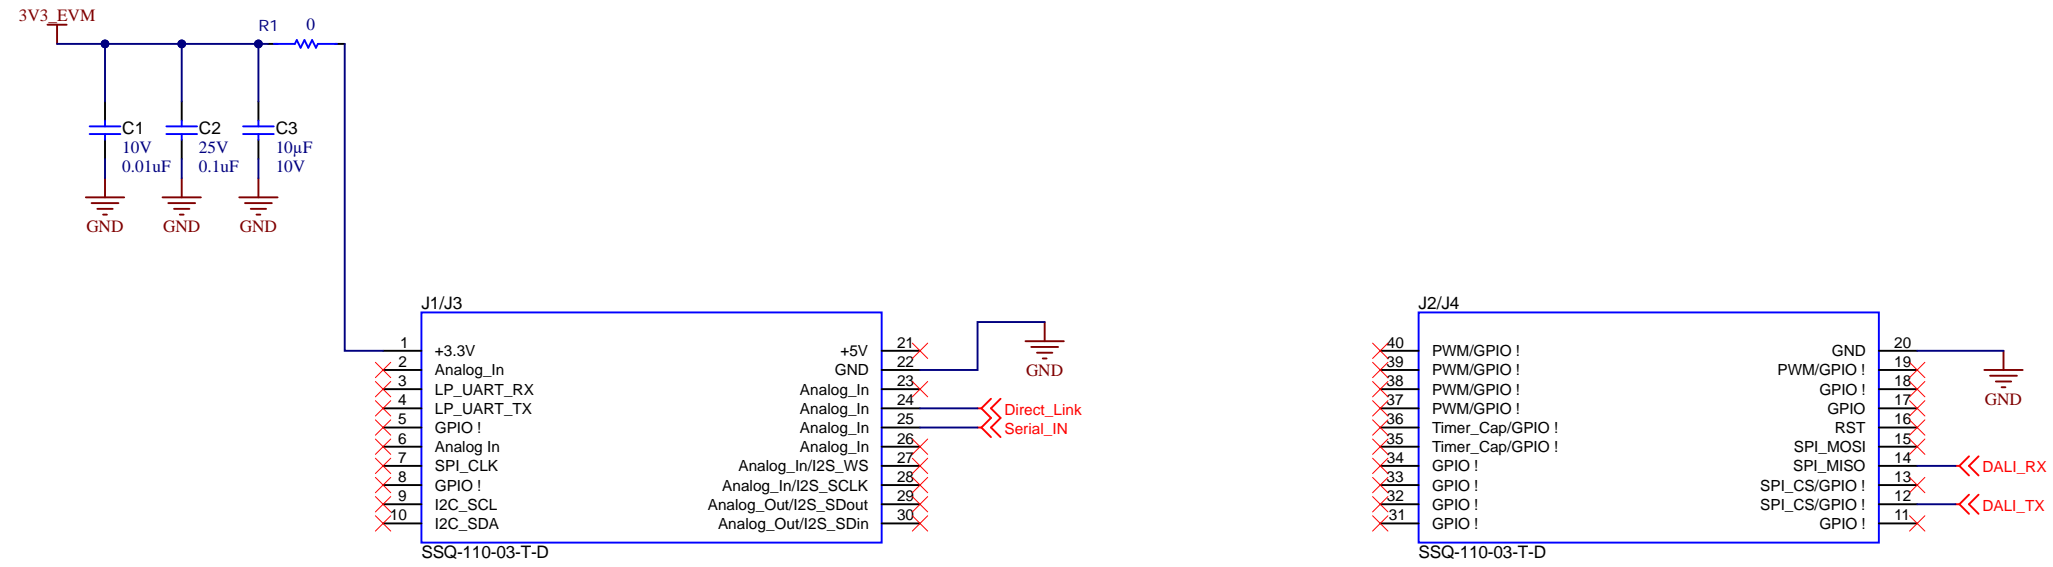 3V3_EVM
R1 0
C1
10V
0.01uF
C2
25V
0.1uF
C3
10µF
10V
GND
GND
GND
J1/J3
1 +3.3V
2 Analog_In
3 LP_UART_RX
4 LP_UART_TX
5 GPIO !
6 Analog In
7 SPI_CLK
8 GPIO !
9 I2C_SCL
10 I2C_SDA
+5V 21
GND 22
Analog_In 23
Analog_In 24
Analog_In 25
Analog_In 26
Analog_In/I2S_WS 27
Analog_In/I2S_SCLK 28
Analog_Out/I2S_SDout 29
Analog_Out/I2S_SDin 30
SSQ-110-03-T-D
GND
Direct_Link
Serial_IN
J2/J4
40 PWM/GPIO !
39 PWM/GPIO !
38 PWM/GPIO !
37 PWM/GPIO !
36 Timer_Cap/GPIO !
35 Timer_Cap/GPIO !
34 GPIO !
33 GPIO !
32 GPIO !
31 GPIO !
GND 20
PWM/GPIO ! 19
GPIO ! 18
GPIO 17
RST 16
SPI_MOSI 15
SPI_MISO 14
SPI_CS/GPIO ! 13
SPI_CS/GPIO ! 12
GPIO ! 11
SSQ-110-03-T-D
GND
DALI_RX
DALI_TX